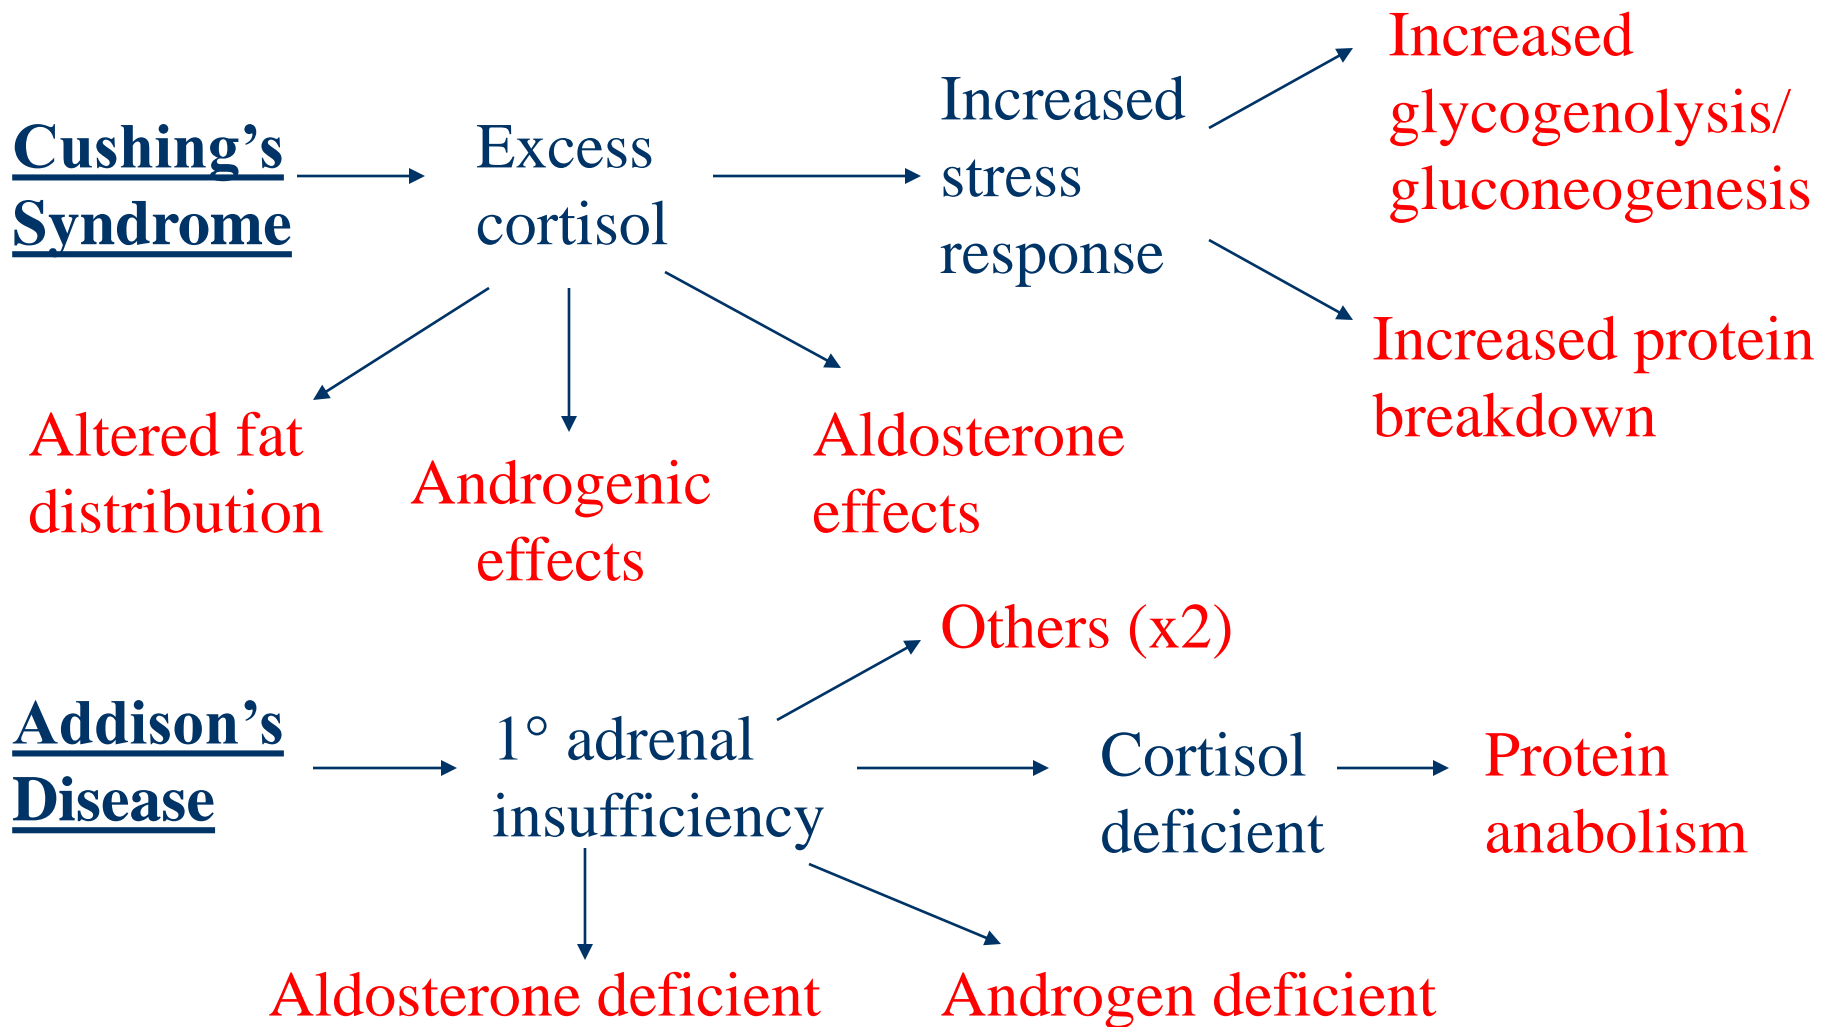 Cushing’s
Syndrome
Excess
cortisol
Increased
stress
response
Increased
glycogenolysis/
gluconeogenesis
Increased protein
breakdown
Altered fat
distribution
Androgenic
effects
Aldosterone
effects
Others (x2)
Addison’s
Disease
1° adrenal
insufficiency
Cortisol
deficient
Protein
anabolism
Aldosterone deficient
Androgen deficient